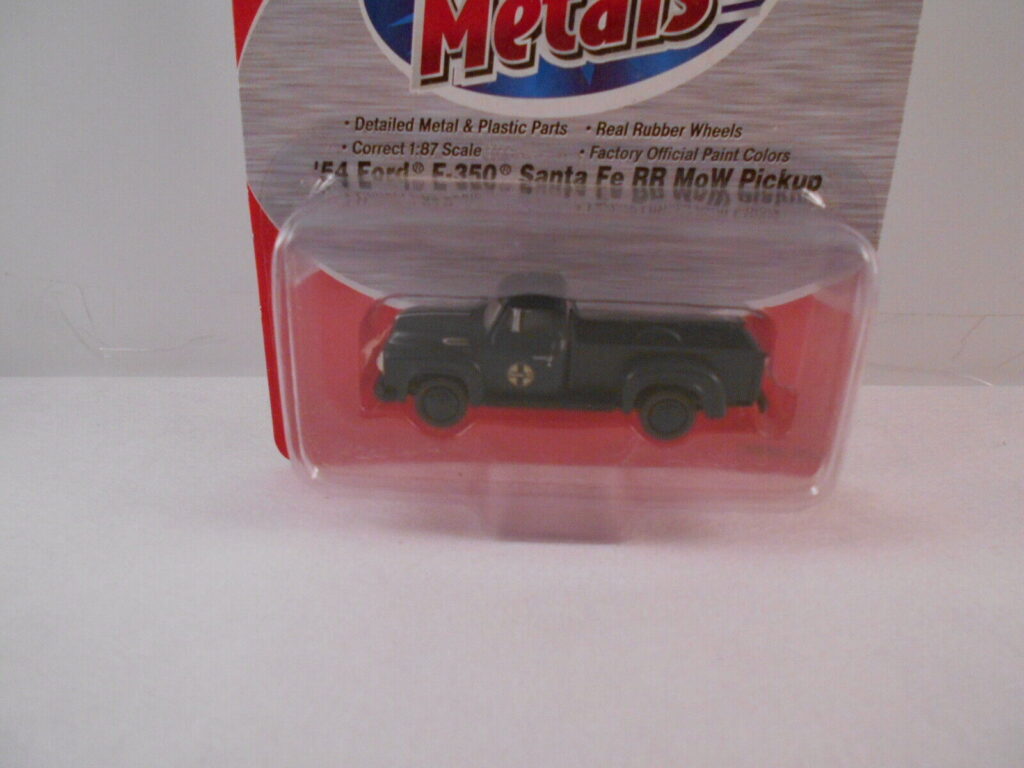 Metals
• Detailed Metal & Plastic Parts • Real Rubber Wheels
• Correct 1:87 Scale • Factory Official Paint Colors
'54 Ford® F-350® Santa Fe RR MoW Pickup